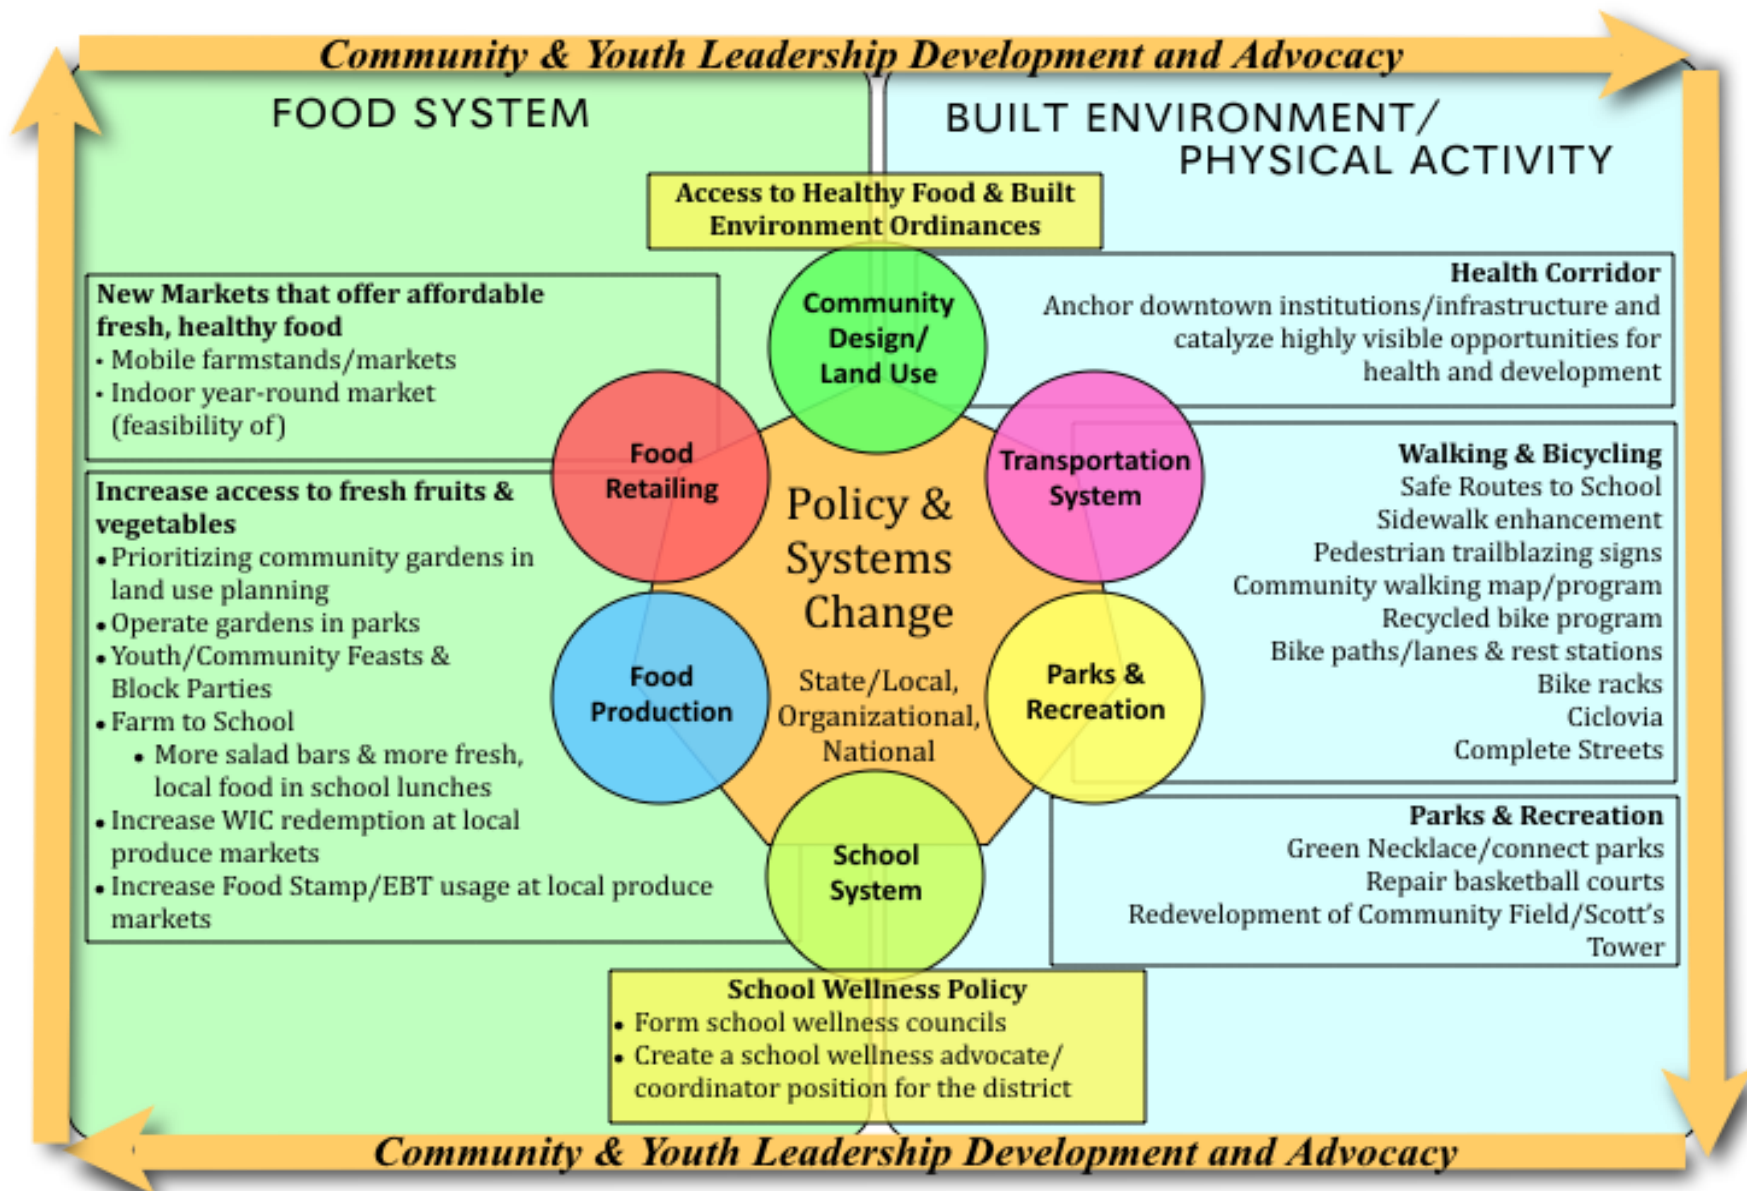 Community & Youth Leadership Development and Advocacy
FOOD SYSTEM
BUILT ENVIRONMENT/
PHYSICAL ACTIVITY
Access to Healthy Food & Built
Environment Ordinances
New Markets that offer affordable
fresh, healthy food
• Mobile farmstands/markets
• Indoor year-round market
(feasibility of)
Increase access to fresh fruits &
vegetables
• Prioritizing community gardens in
land use planning
• Operate gardens in parks
• Youth/Community Feasts &
Block Parties
• Farm to School
• More salad bars & more fresh,
local food in school lunches
• Increase WIC redemption at local
produce markets
• Increase Food Stamp/EBT usage at local produce
markets
Community
Design/
Land Use
Food
Retailing
Transportation
System
Policy &
Systems
Change
State/Local,
Organizational,
National
Food
Production
Parks &
Recreation
School
System
Health Corridor
Anchor downtown institutions/infrastructure and
catalyze highly visible opportunities for
health and development
Walking & Bicycling
Safe Routes to School
Sidewalk enhancement
Pedestrian trailblazing signs
Community walking map/program
Recycled bike program
Bike paths/lanes & rest stations
Bike racks
Ciclovia
Complete Streets
Parks & Recreation
Green Necklace/connect parks
Repair basketball courts
Redevelopment of Community Field/Scott's
Tower
School Wellness Policy
• Form school wellness councils
• Create a school wellness advocate/
coordinator position for the district
Community & Youth Leadership Development and Advocacy